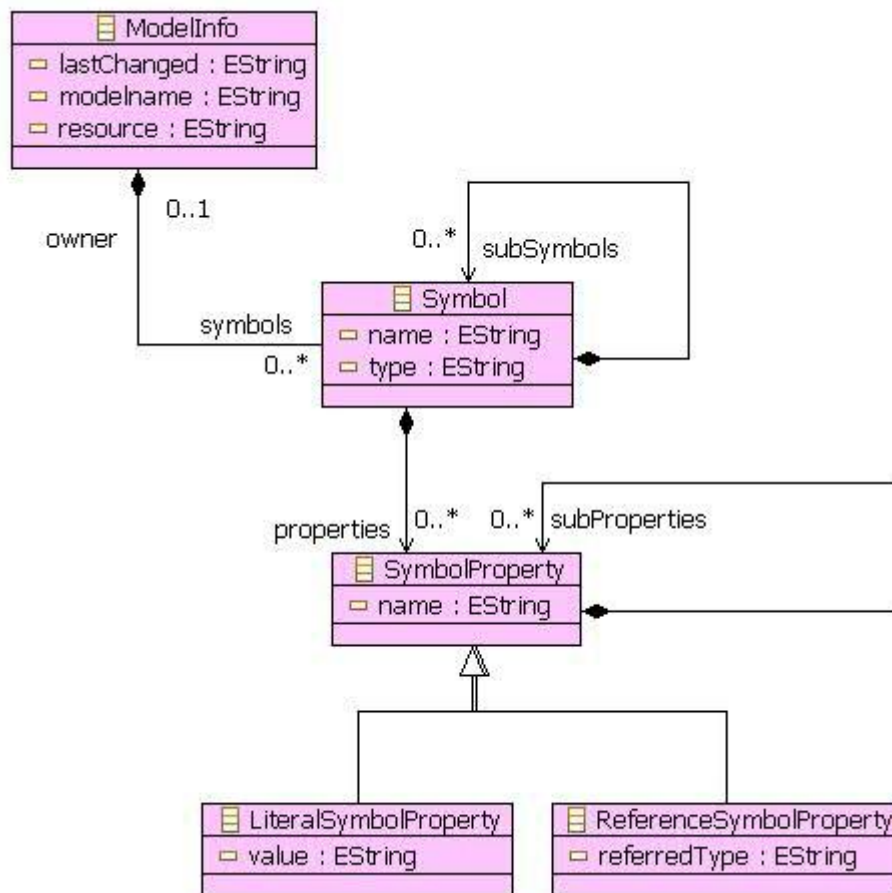 ModelInfo
lastChanged : EString
modelname : EString
resource : EString
0..1
owner
0..*
subSymbols
Symbol
symbols
name : EString
0..*
type : EString
properties
0..*
0..*
subProperties
SymbolProperty
name : EString
LiteralSymbolProperty
ReferenceSymbolProperty
value : EString
referredType : EString